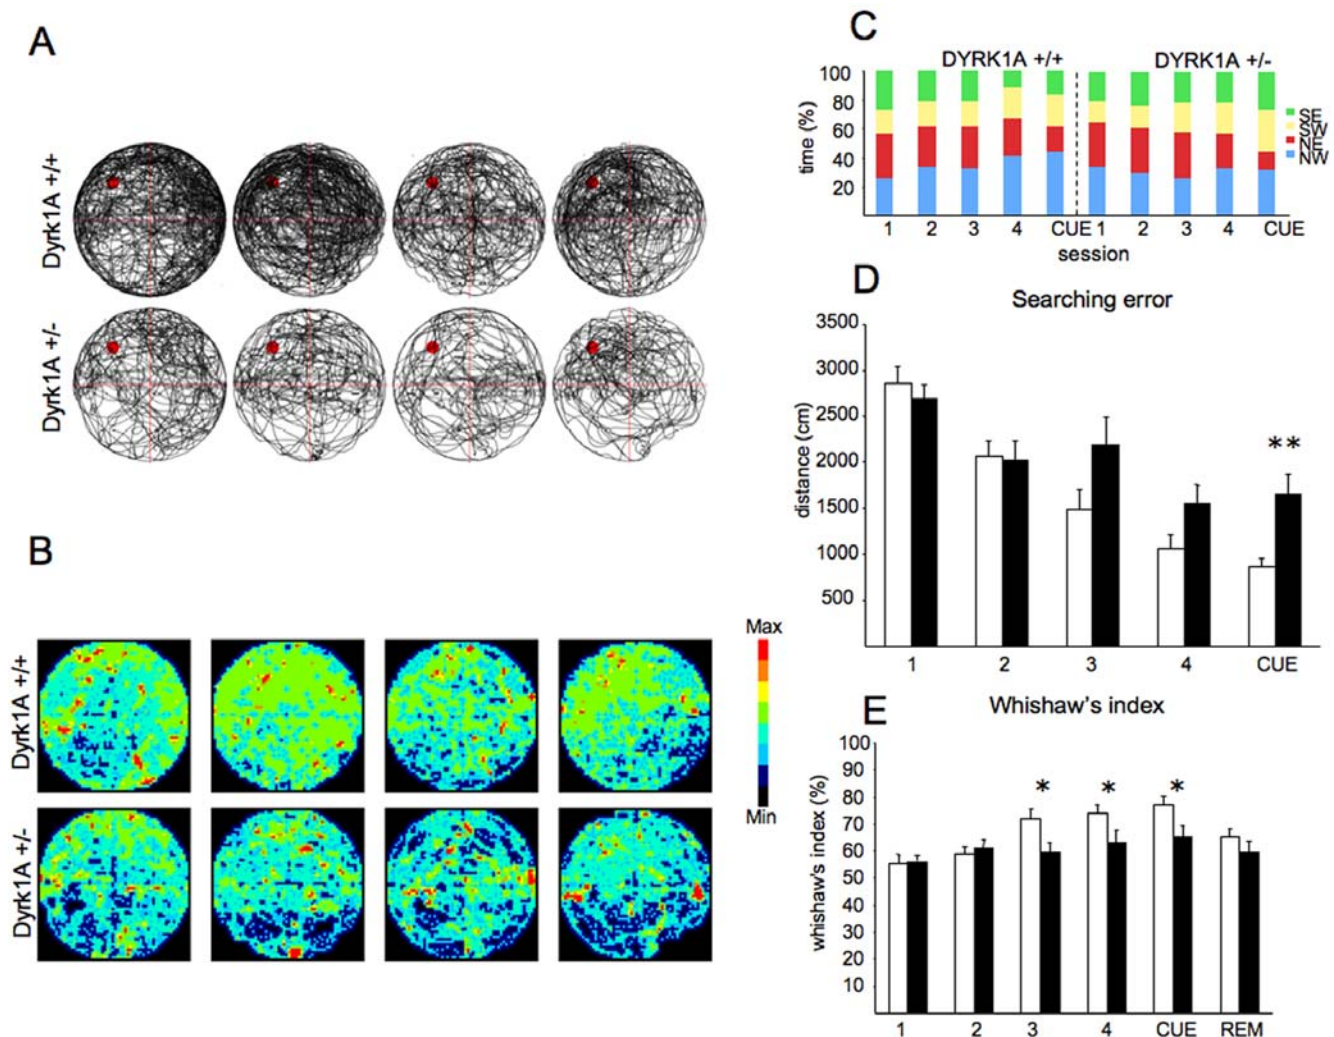 A
Dyrk1A +/+
Dyrk1A +/-
B
Dyrk1A +/+
Dyrk1A +/-
Max
Min
C
DYRK1A +/+ DYRK1A +/-
time (%)
100
80
60
40
20
SE
SW
NE
NW
1 2 3 4 CUE 1 2 3 4 CUE
session
D
Searching error
distance (cm)
3500
3000
2500
2000
1500
1000
500
**
1 2 3 4 CUE
E
Whishaw's index
whishaw's index (%)
100
90
80
70
60
50
40
30
20
10
* * *
1 2 3 4 CUE REM